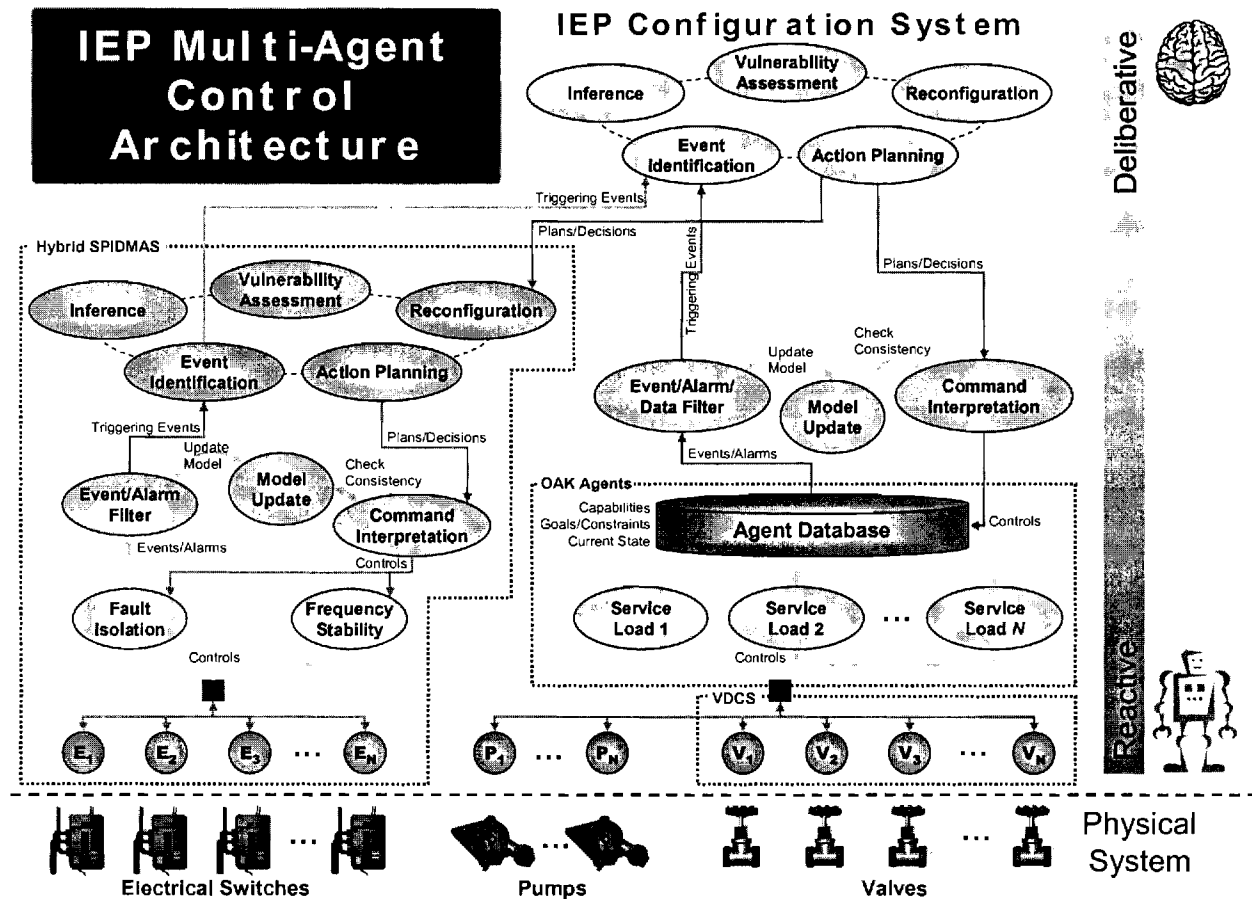 IEP Multi-Agent
Control
Architecture
IEP Configuration System
Vulnerability
Assessment
Inference
Reconfiguration
Event
Identification
Action Planning
Deliberative
Triggering Events
Plans/Decisions
Hybrid SPIDMAS
Vulnerability
Assessment
Inference
Reconfiguration
Event
Identification
Action Planning
Triggering Events
Plans/Decisions
Update
Model
Check
Consistency
Event/Alarm
Filter
Model
Update
Command
Interpretation
Events/Alarms
Controls
Fault
Isolation
Frequency
Stability
Controls
E1
E2
E3
...
EN
Triggering Events
Plans/Decisions
Check
Consistency
Update
Model
Event/Alarm/
Data Filter
Model
Update
Command
Interpretation
Events/Alarms
OAK Agents
Capabilities
Goals/Constraints
Current State
Agent Database
Controls
Service
Load 1
Service
Load 2
...
Service
Load N
Controls
VDCS
P1
...
PN
V1
V2
V3
...
VN
Reactive
...
...
...
Physical
System
Electrical Switches
Pumps
Valves